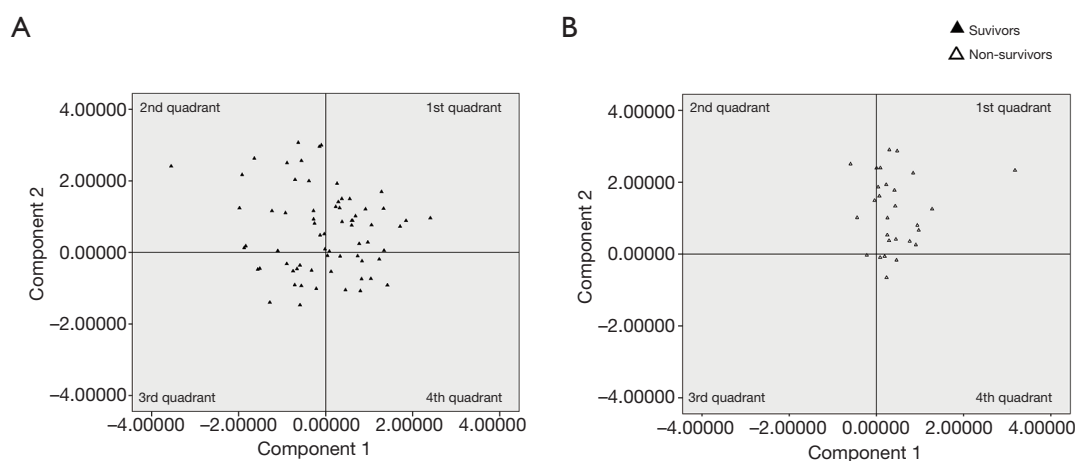 A
B
Suvivors
Non-survivors
4.00000
2nd quadrant
1st quadrant
2.00000
Component 2
0.00000
−2.00000
−4.00000
3rd quadrant
4th quadrant
−4.00000 −2.00000 0.00000 2.00000 4.00000
Component 1
4.00000
2nd quadrant
1st quadrant
2.00000
Component 2
0.00000
−2.00000
−4.00000
3rd quadrant
4th quadrant
−4.00000 −2.00000 0.00000 2.00000 4.00000
Component 1